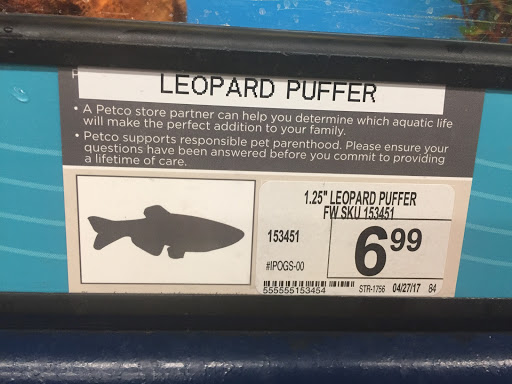 LEOPARD PUFFER
• A Petco store partner can help you determine which aquatic life
will make the perfect addition to your family.
• Petco supports responsible pet parenthood. Please ensure your
questions have been answered before you commit to providing
a lifetime of care.
1.25" LEOPARD PUFFER
FW SKU 153451
153451
6.99
#IPOGS-00
555555153454
STR-1756 04/27/17 84